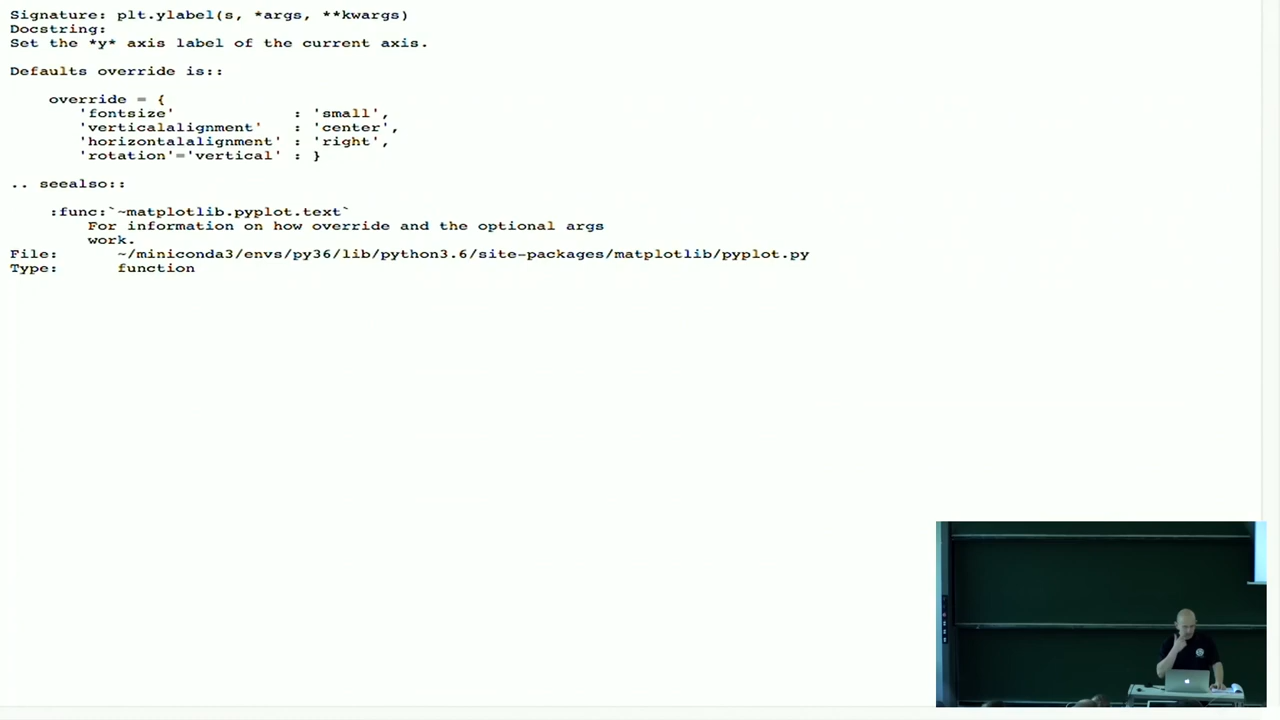 Signature: plt.ylabel(s, *args, **kwargs)
Docstring:
Set the *y* axis label of the current axis.
Defaults override is::
override = {
'fontsize'            : 'small',
'verticalalignment'   : 'center',
'horizontalalignment' : 'right',
'rotation'='vertical' : }
.. seealso::
:func:`~matplotlib.pyplot.text`
For information on how override and the optional args
work.
File:      ~/miniconda3/envs/py36/lib/python3.6/site-packages/matplotlib/pyplot.py
Type:      function